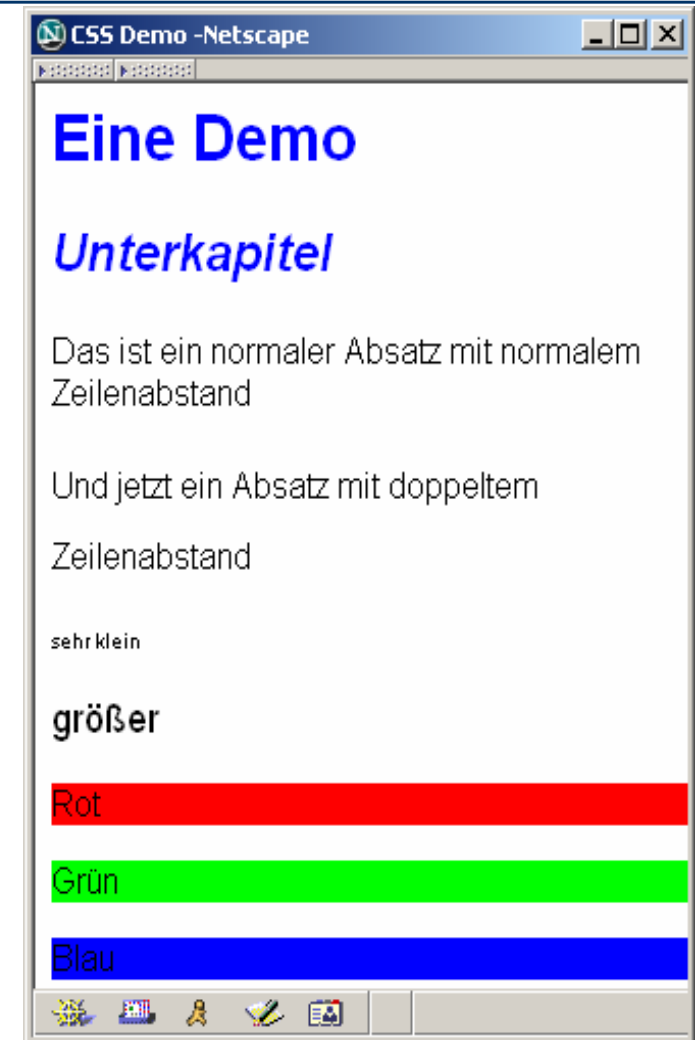 CSS Demo -Netscape
Eine Demo
Unterkapitel
Das ist ein normaler Absatz mit normalem
Zeilenabstand
Und jetzt ein Absatz mit doppeltem
Zeilenabstand
sehr klein
größer
Rot
Grün
Blau